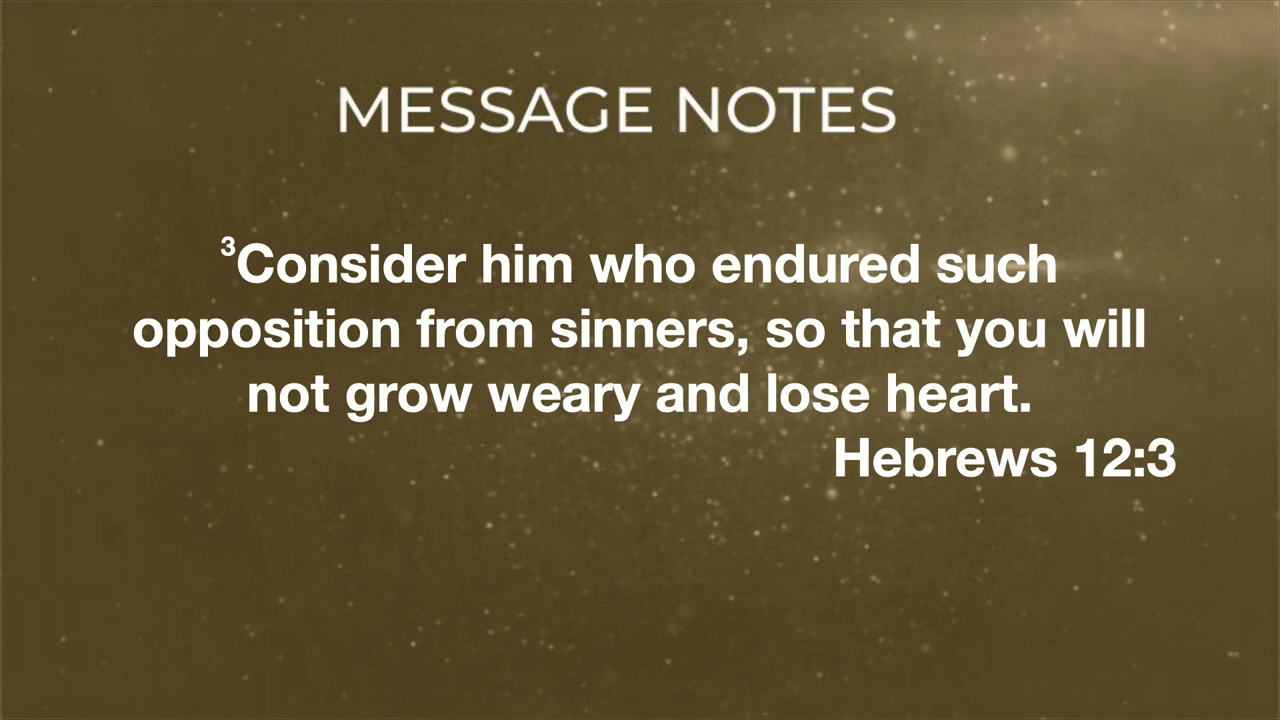 MESSAGE NOTES
³Consider him who endured such
opposition from sinners, so that you will
not grow weary and lose heart.
Hebrews 12:3